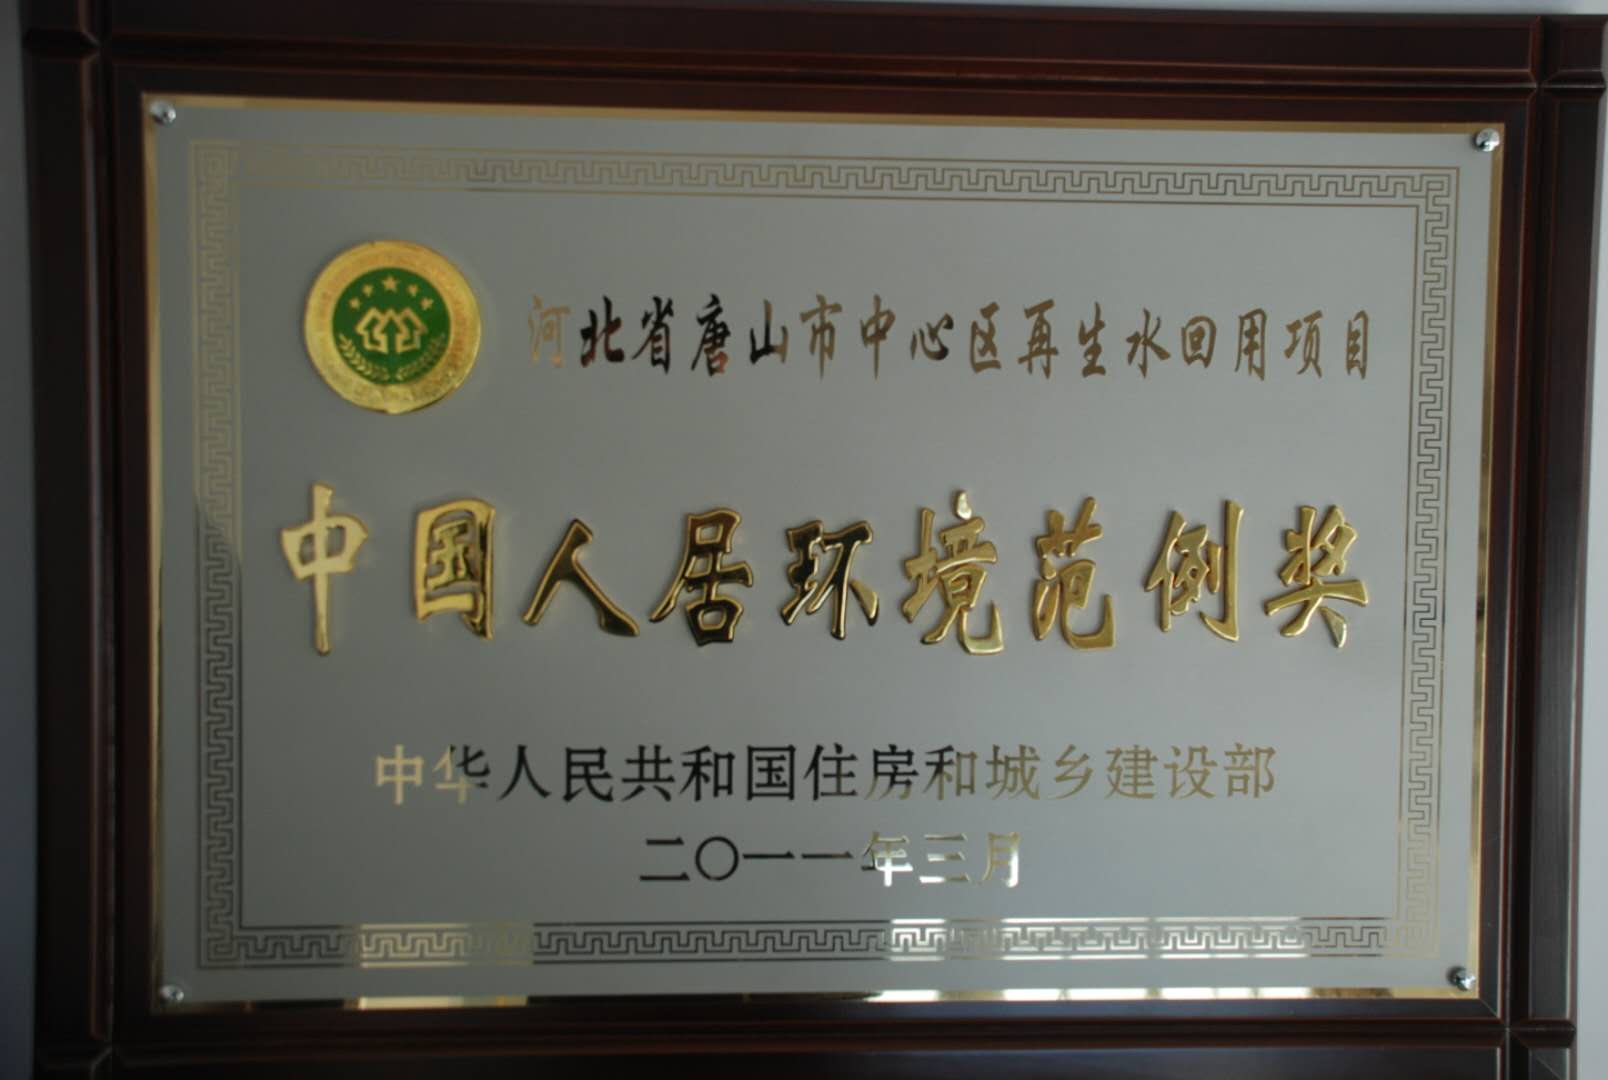 河北省唐山市中心区再生水回用项目
中国人居环境范例奖
中华人民共和国住房和城乡建设部
二〇一一年三月